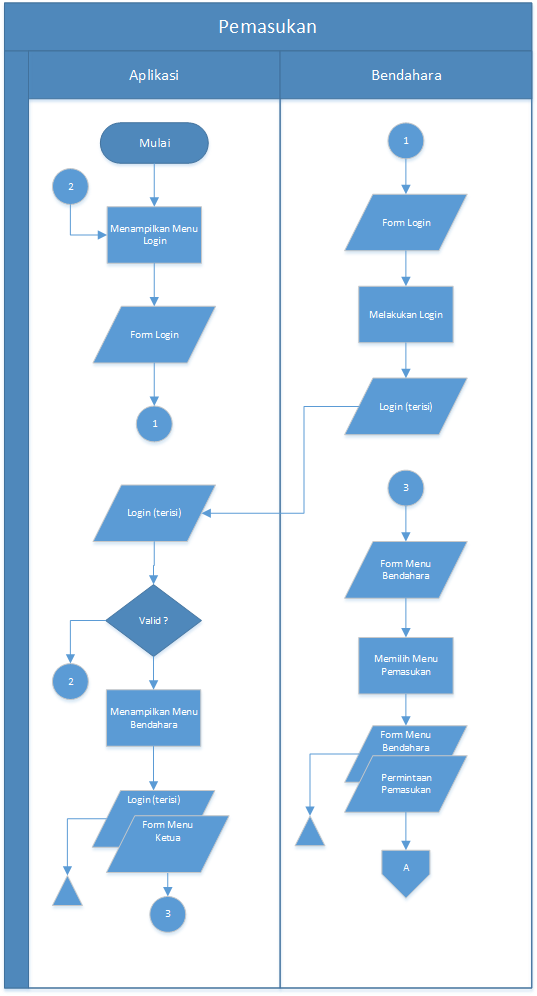 Pemasukan
Aplikasi
Bendahara
Mulai
2
Menampilkan Menu
Login
Form Login
1
Login (terisi)
Valid ?
2
Menampilkan Menu
Bendahara
Login (terisi)
Form Menu
Ketua
3
1
Form Login
Melakukan Login
Login (terisi)
3
Form Menu
Bendahara
Memilih Menu
Pemasukan
Form Menu
Bendahara
Permintaan
Pemasukan
A